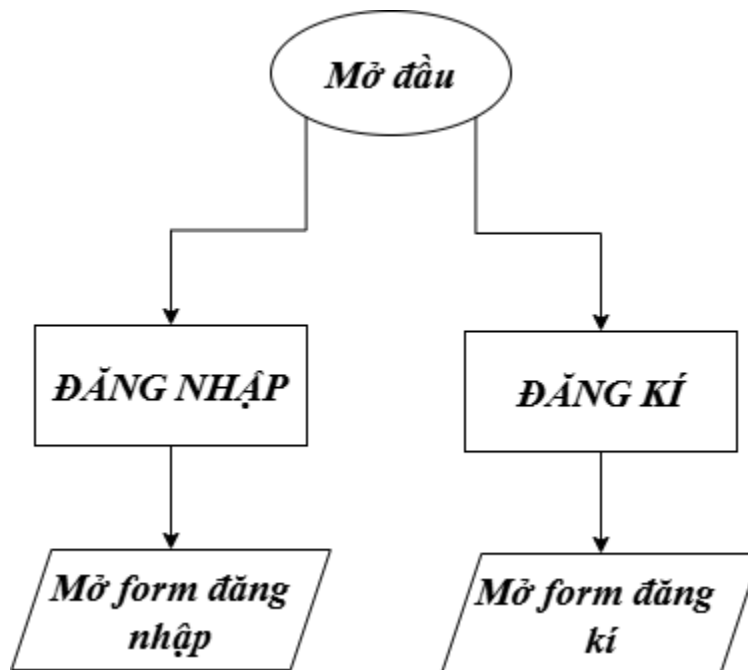 Mở đầu
ĐĂNG NHẬP
ĐĂNG KÍ
Mở form đăng
nhập
Mở form đăng
kí